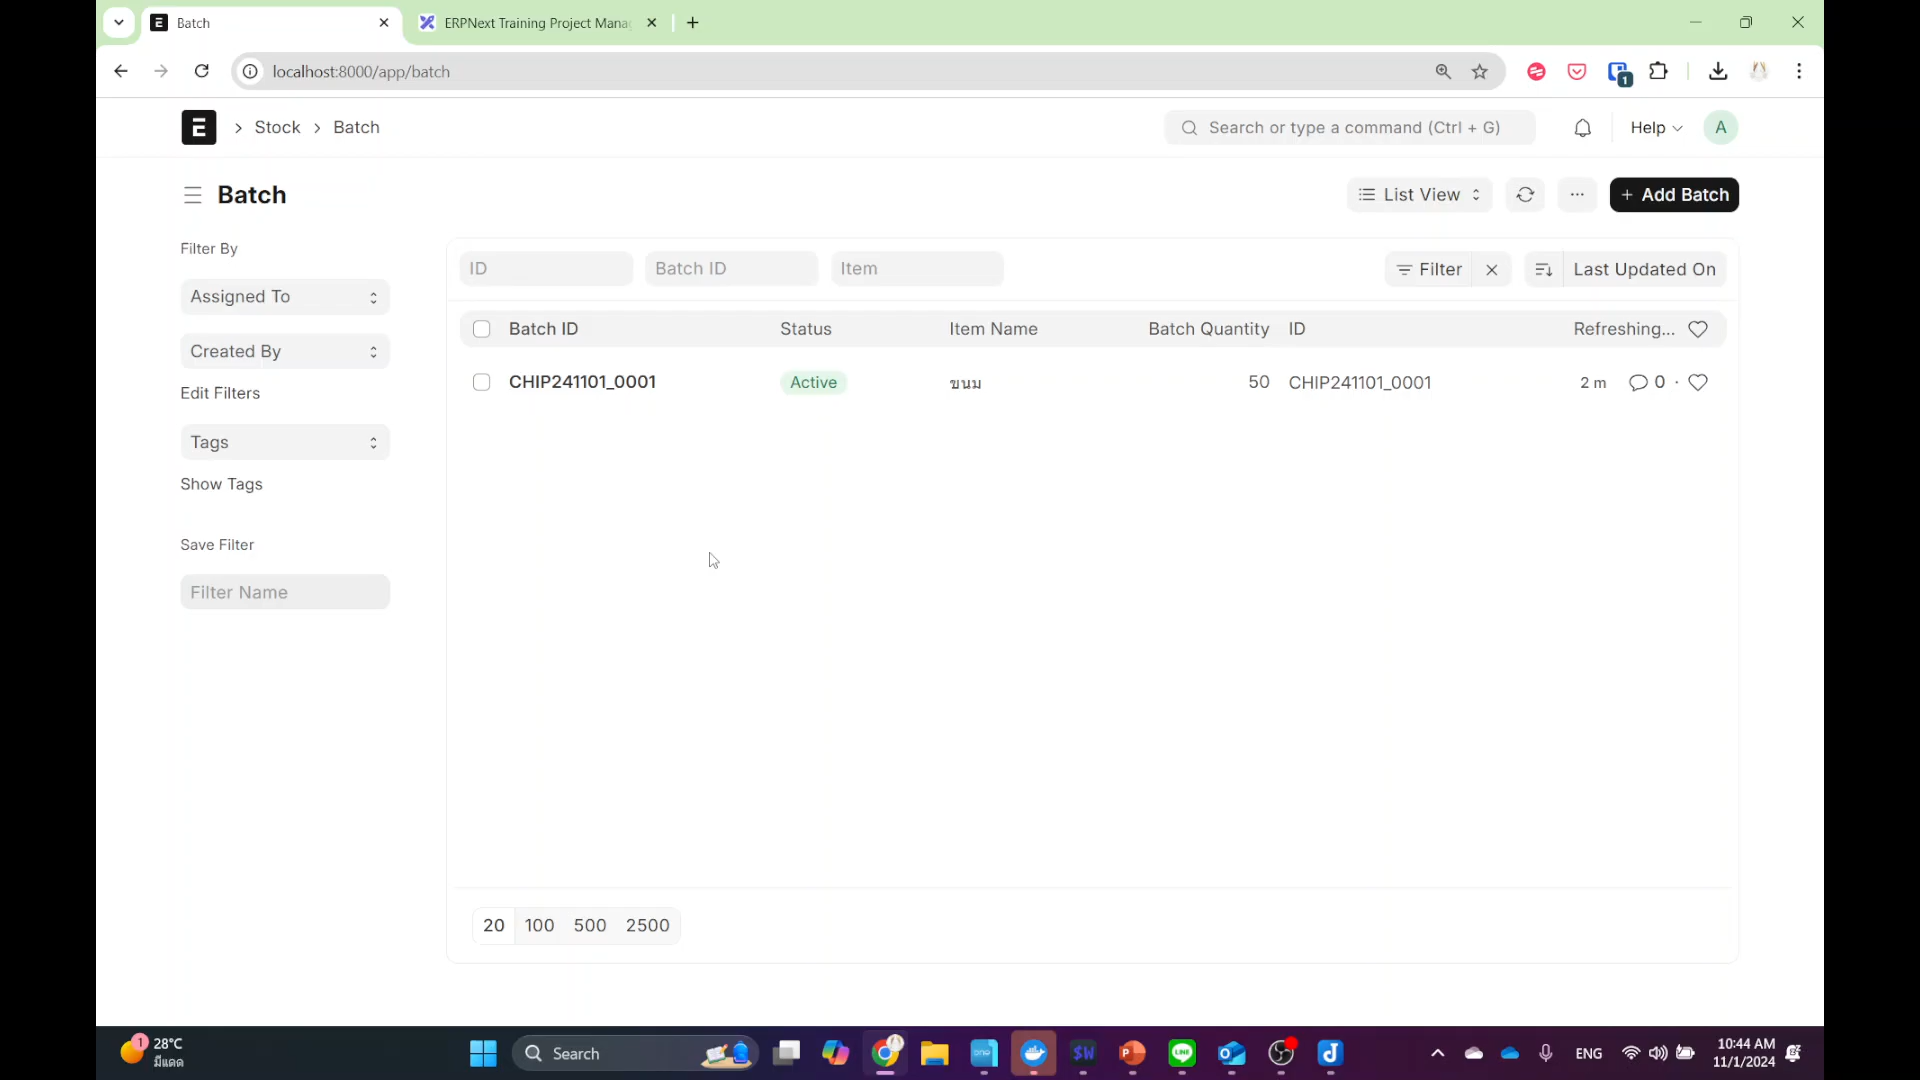 Batch
ERPNext Training Project Mana
localhost:8000/app/batch
1
E
Stock
Batch
Search or type a command (Ctrl + G)
Help
A
Batch
List View
Add Batch
Filter By
Assigned To
Created By
Edit Filters
Tags
Show Tags
Save Filter
Filter Name
ID
Batch ID
Item
Filter
Last Updated On
Batch ID
Status
Item Name
Batch Quantity
ID
Refreshing...
CHIP241101_0001
Active
ขนม
50
CHIP241101_0001
2 m
0
20
100
500
2500
1
28°C
มีแดด
Search
ENG
10:44 AM
11/1/2024